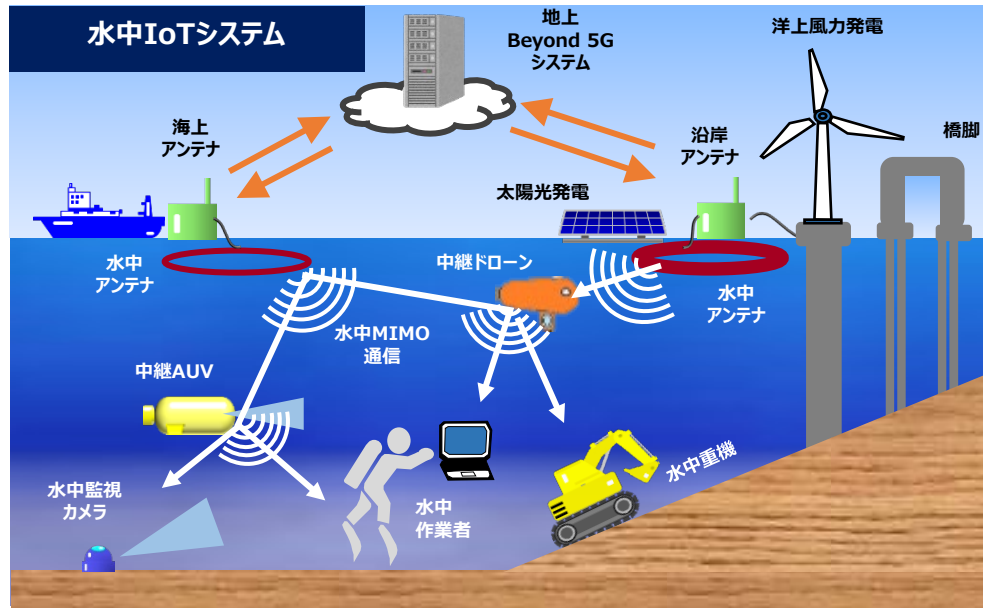 水中IoTシステム
地上
Beyond 5G
システム
洋上風力発電
海上
アンテナ
沿岸
アンテナ
橋脚
太陽光発電
水中
アンテナ
中継ドローン
水中
アンテナ
水中MIMO
通信
中継AUV
水中監視
カメラ
水中
作業者
水中重機